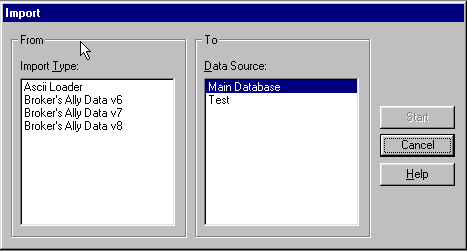 Import
From
Import Type:
Ascii Loader
Broker's Ally Data v6
Broker's Ally Data v7
Broker's Ally Data v8
To
Data Source:
Main Database
Test
Start
Cancel
Help